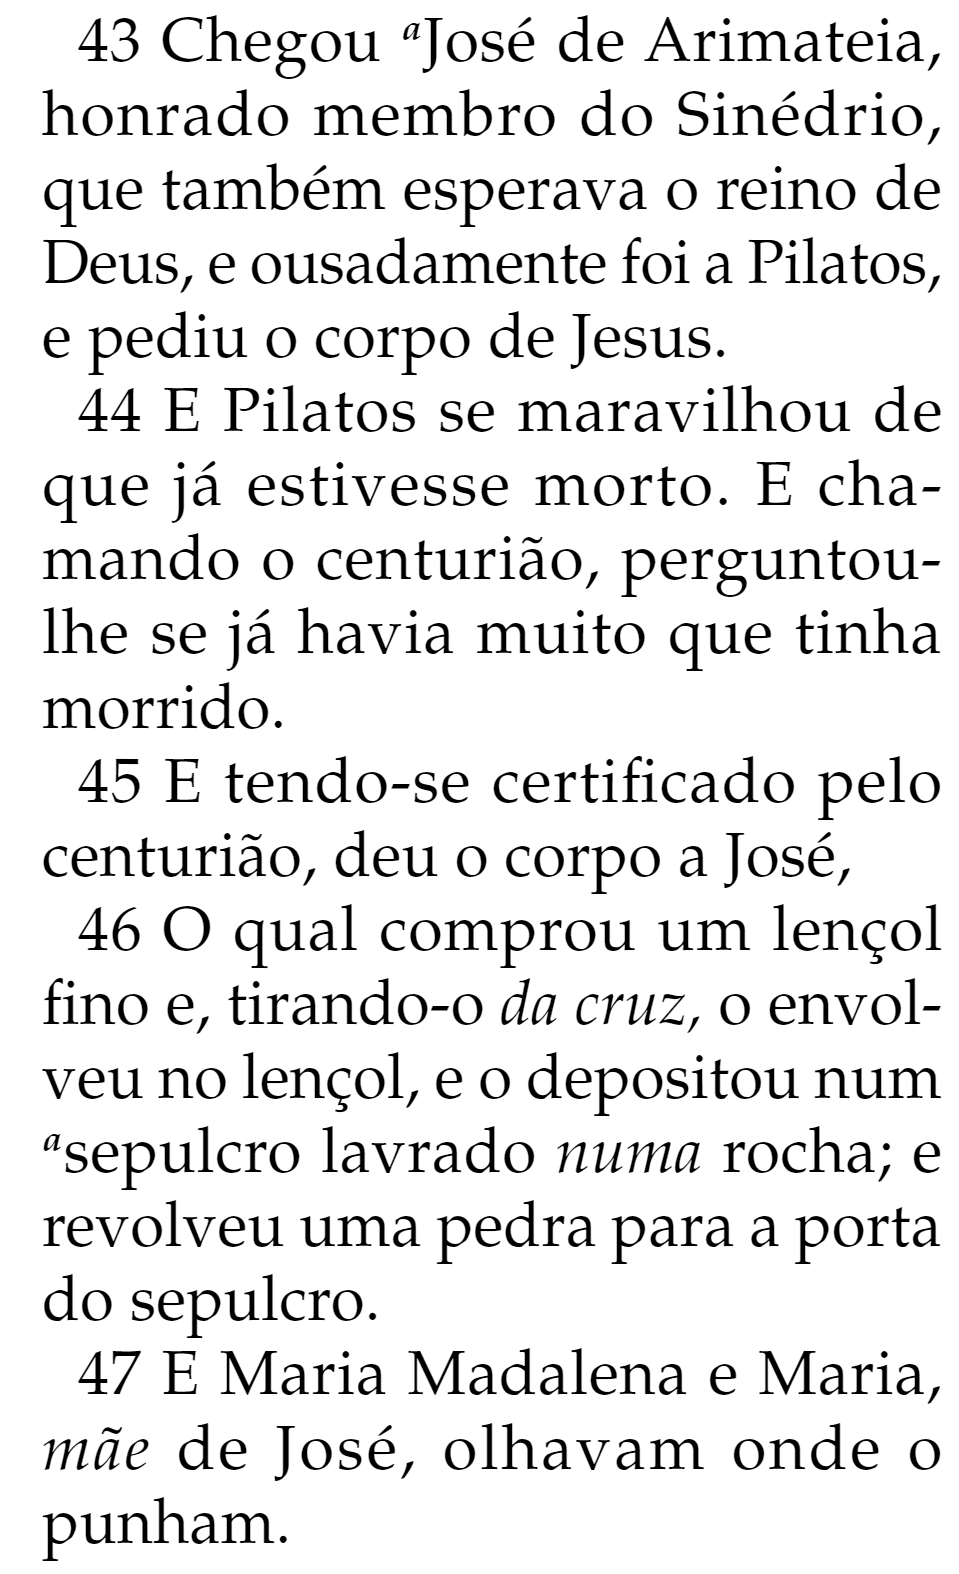 43 Chegou ªJosé de Arimateia,
honrado membro do Sinédrio,
que também esperava o reino de
Deus, e ousadamente foi a Pilatos,
e pediu o corpo de Jesus.
44 E Pilatos se maravilhou de
que já estivesse morto. E cha-
mando o centurião, perguntou-
lhe se já havia muito que tinha
morrido.
45 E tendo-se certificado pelo
centurião, deu o corpo a José,
46 O qual comprou um lençol
fino e, tirando-o da cruz, o envol-
veu no lençol, e o depositou num
ªsepulcro lavrado numa rocha; e
revolveu uma pedra para a porta
do sepulcro.
47 E Maria Madalena e Maria,
mãe de José, olhavam onde o
punham.